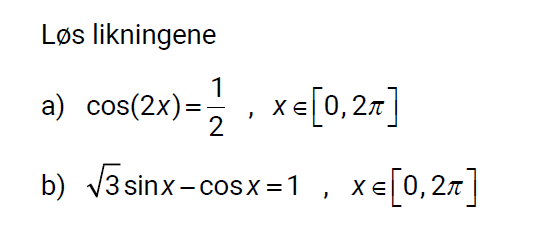 Løs likningene
a) cos(2x) = 1/2 , x ∈ [0, 2π]
b) √3 sin x − cos x = 1 , x ∈ [0, 2π]